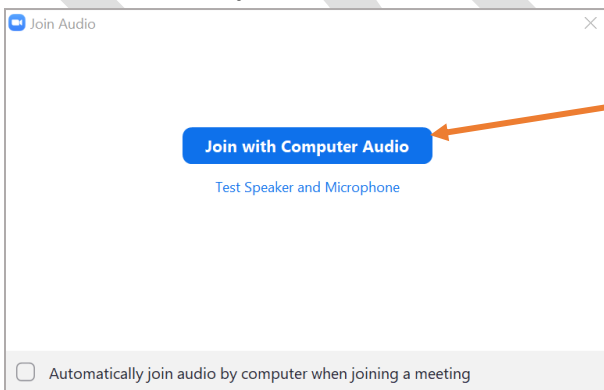 Join Audio
Join with Computer Audio
Test Speaker and Microphone
Automatically join audio by computer when joining a meeting